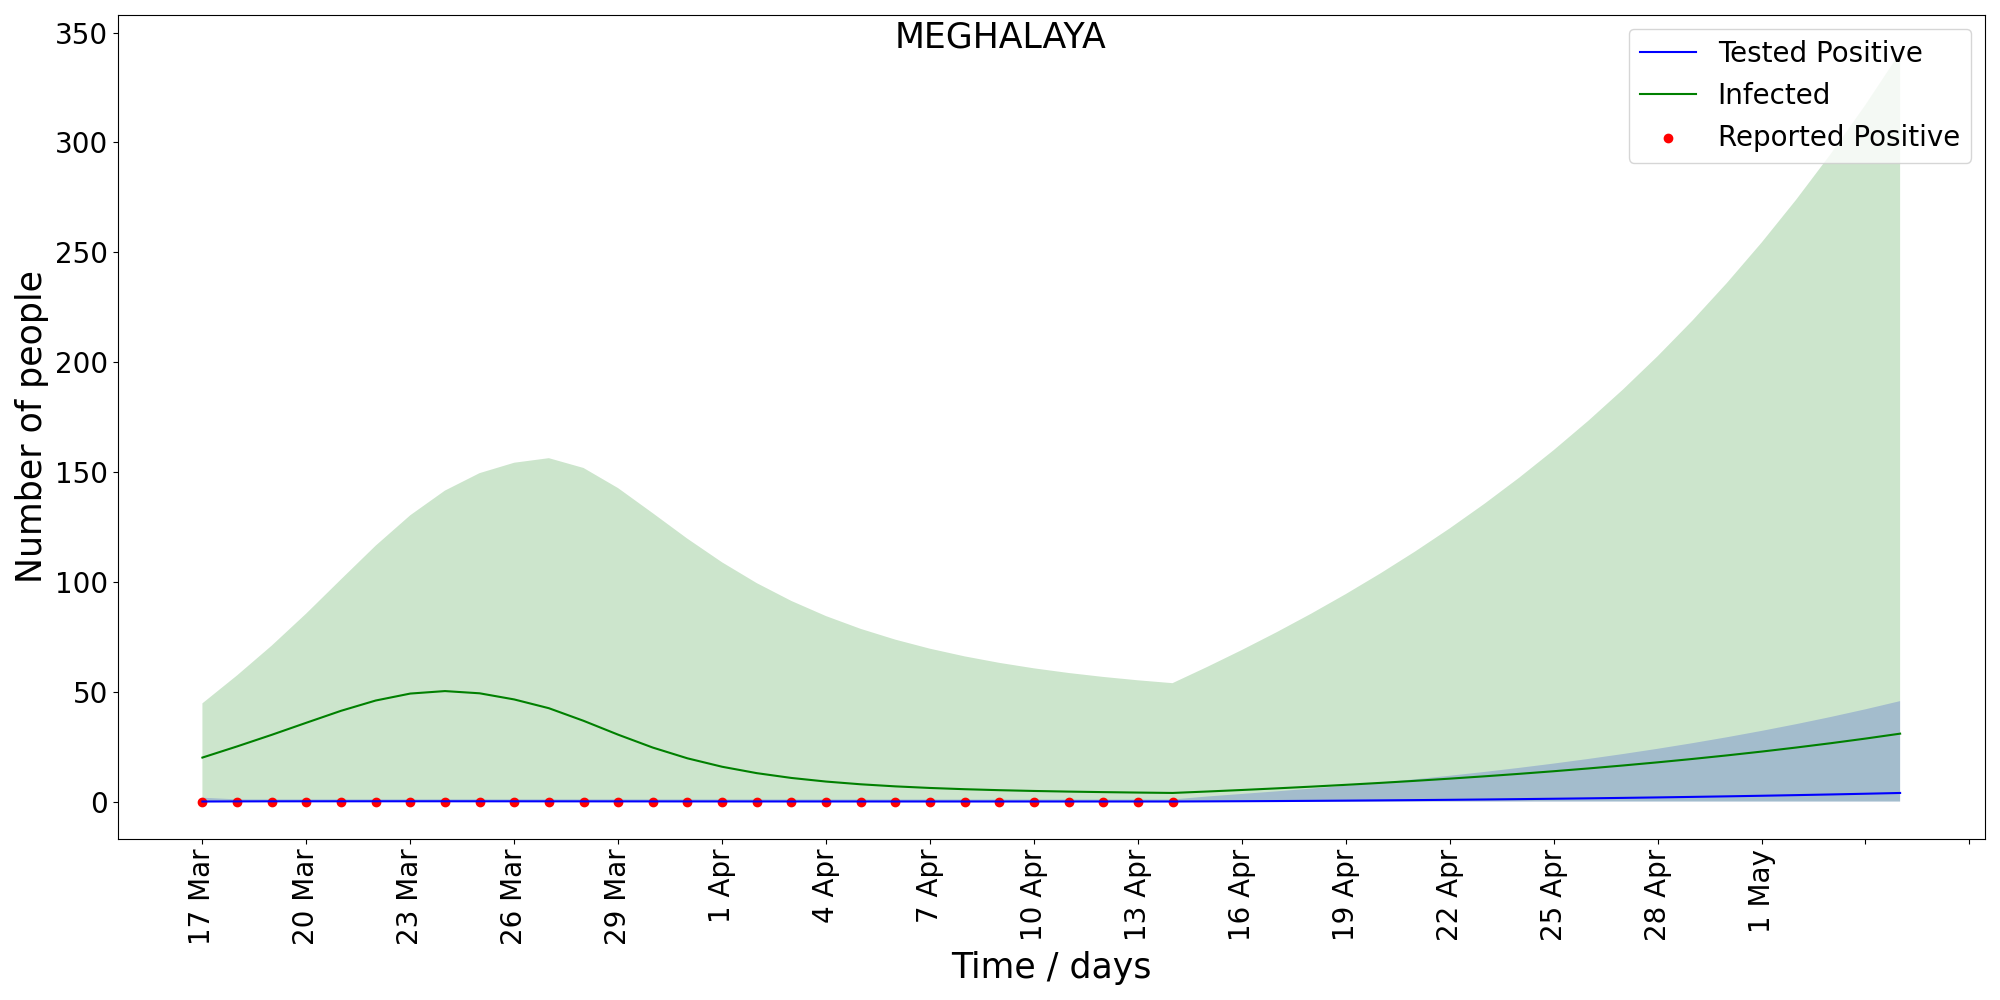 MEGHALAYA
Tested Positive
Infected
Reported Positive
Number of people
350
300
250
200
150
100
50
0
17 Mar
20 Mar
23 Mar
26 Mar
29 Mar
1 Apr
4 Apr
7 Apr
10 Apr
13 Apr
16 Apr
19 Apr
22 Apr
25 Apr
28 Apr
1 May
Time / days